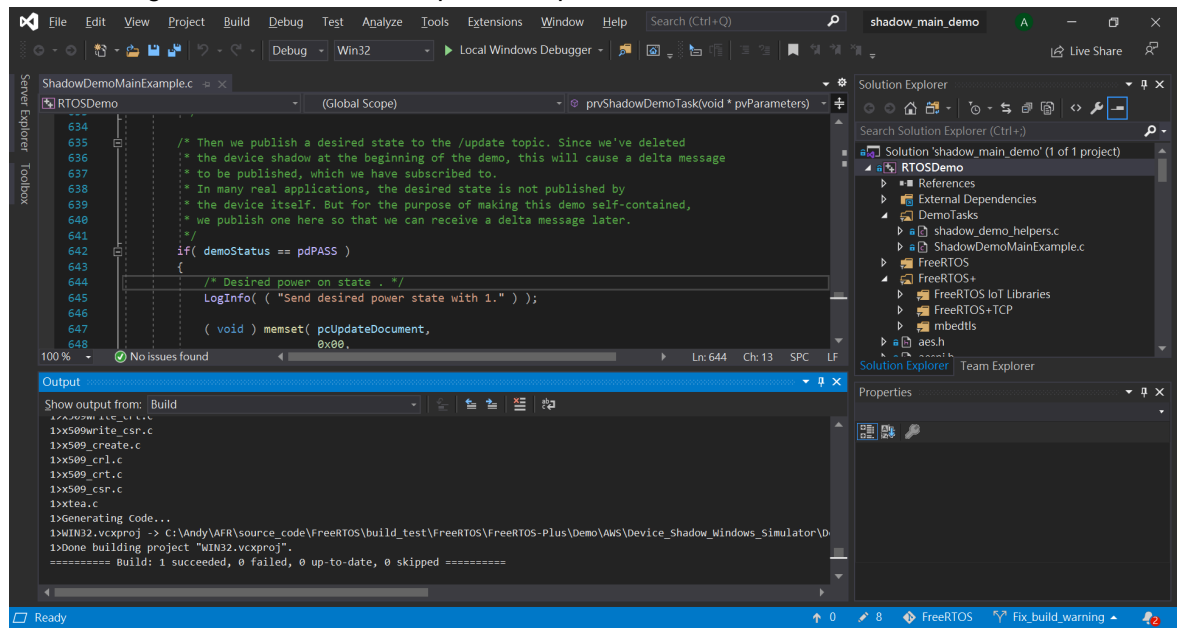 File Edit View Project Build Debug Test Analyze Tools Extensions Window Help Search (Ctrl+Q) shadow_main_demo A
Debug Win32 Local Windows Debugger Live Share
Server Explorer
Toolbox
ShadowDemoMainExample.c
RTOSDemo (Global Scope) prvShadowDemoTask(void * pvParameters)
634
635 /* Then we publish a desired state to the /update topic. Since we've deleted
636 * the device shadow at the beginning of the demo, this will cause a delta message
637 * to be published, which we have subscribed to.
638 * In many real applications, the desired state is not published by
639 * the device itself. But for the purpose of making this demo self-contained,
640 * we publish one here so that we can receive a delta message later.
641 */
642 if( demoStatus == pdPASS )
643 {
644 /* Desired power on state . */
645 LogInfo( ( "Send desired power state with 1." ) );
646
647 ( void ) memset( pcUpdateDocument,
648 0x00,
100 % No issues found Ln: 644 Ch: 13 SPC LF
Output
Show output from: Build
1>x509write_crt.c
1>x509write_csr.c
1>x509_create.c
1>x509_crl.c
1>x509_crt.c
1>x509_csr.c
1>xtea.c
1>Generating Code...
1>WIN32.vcxproj -> C:\Andy\AFR\source_code\FreeRTOS\build_test\FreeRTOS\FreeRTOS-Plus\Demo\AWS\Device_Shadow_Windows_Simulator\D
1>Done building project "WIN32.vcxproj".
========== Build: 1 succeeded, 0 failed, 0 up-to-date, 0 skipped ==========
Solution Explorer
Search Solution Explorer (Ctrl+;)
Solution 'shadow_main_demo' (1 of 1 project)
RTOSDemo
References
External Dependencies
DemoTasks
shadow_demo_helpers.c
ShadowDemoMainExample.c
FreeRTOS
FreeRTOS+
FreeRTOS IoT Libraries
FreeRTOS+TCP
mbedtls
aes.h
Solution Explorer Team Explorer
Properties
Ready 0 8 FreeRTOS Fix_build_warning 2